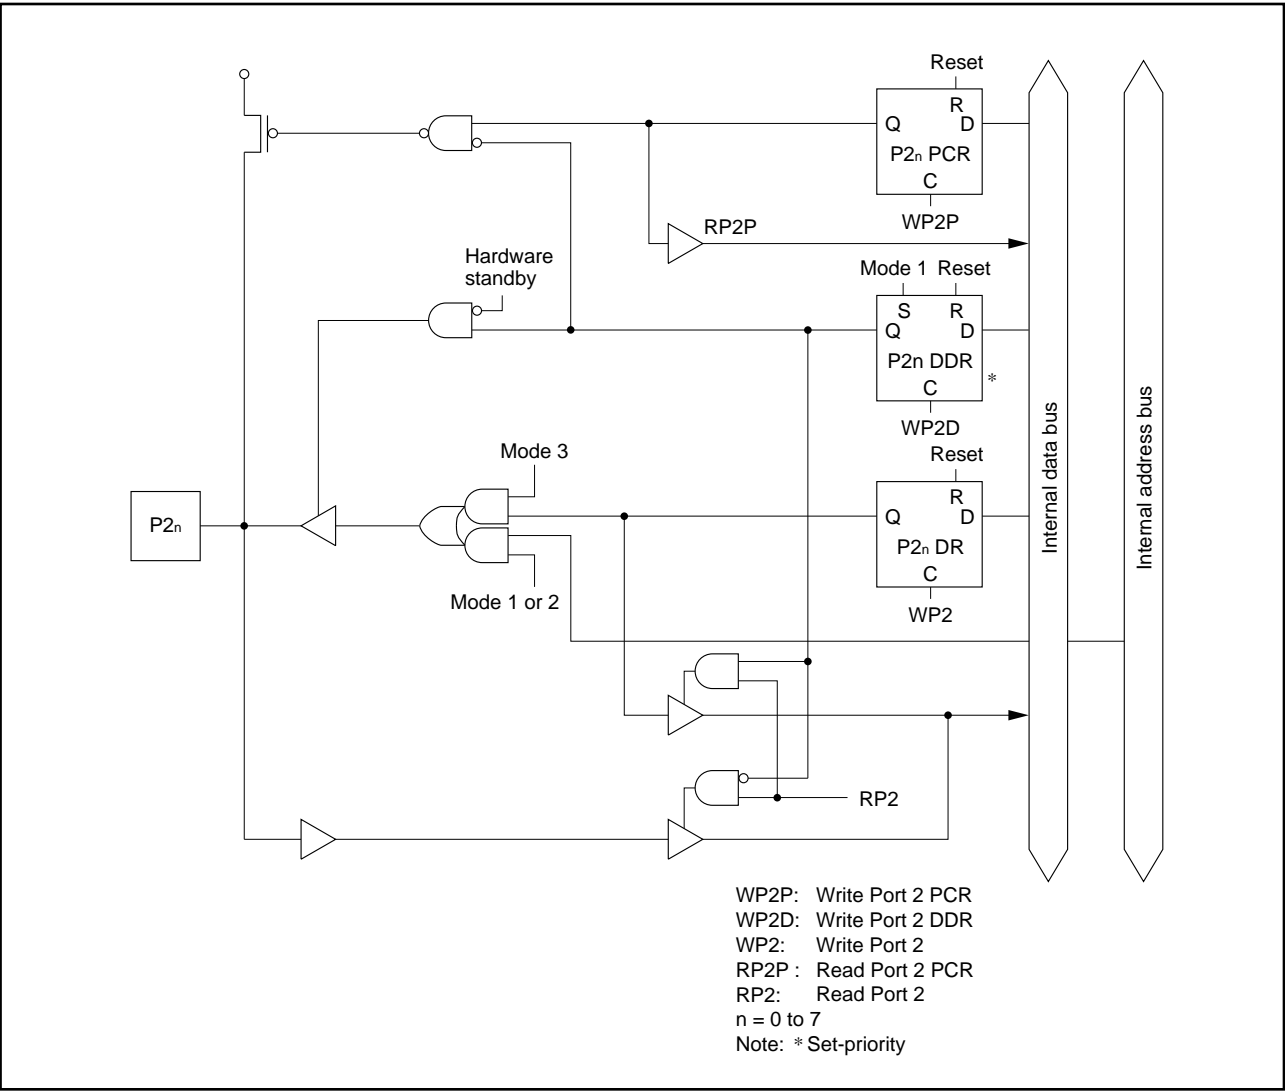 Reset
R
Q D
P2n PCR
C
WP2P
RP2P
Hardware
standby
Mode 1 Reset
S R
Q D
P2n DDR
*
C
WP2D
Mode 3
Reset
R
Q D
P2n DR
C
WP2
P2n
Mode 1 or 2
Internal data bus
Internal address bus
RP2
WP2P: Write Port 2 PCR
WP2D: Write Port 2 DDR
WP2: Write Port 2
RP2P : Read Port 2 PCR
RP2: Read Port 2
n = 0 to 7
Note: * Set-priority